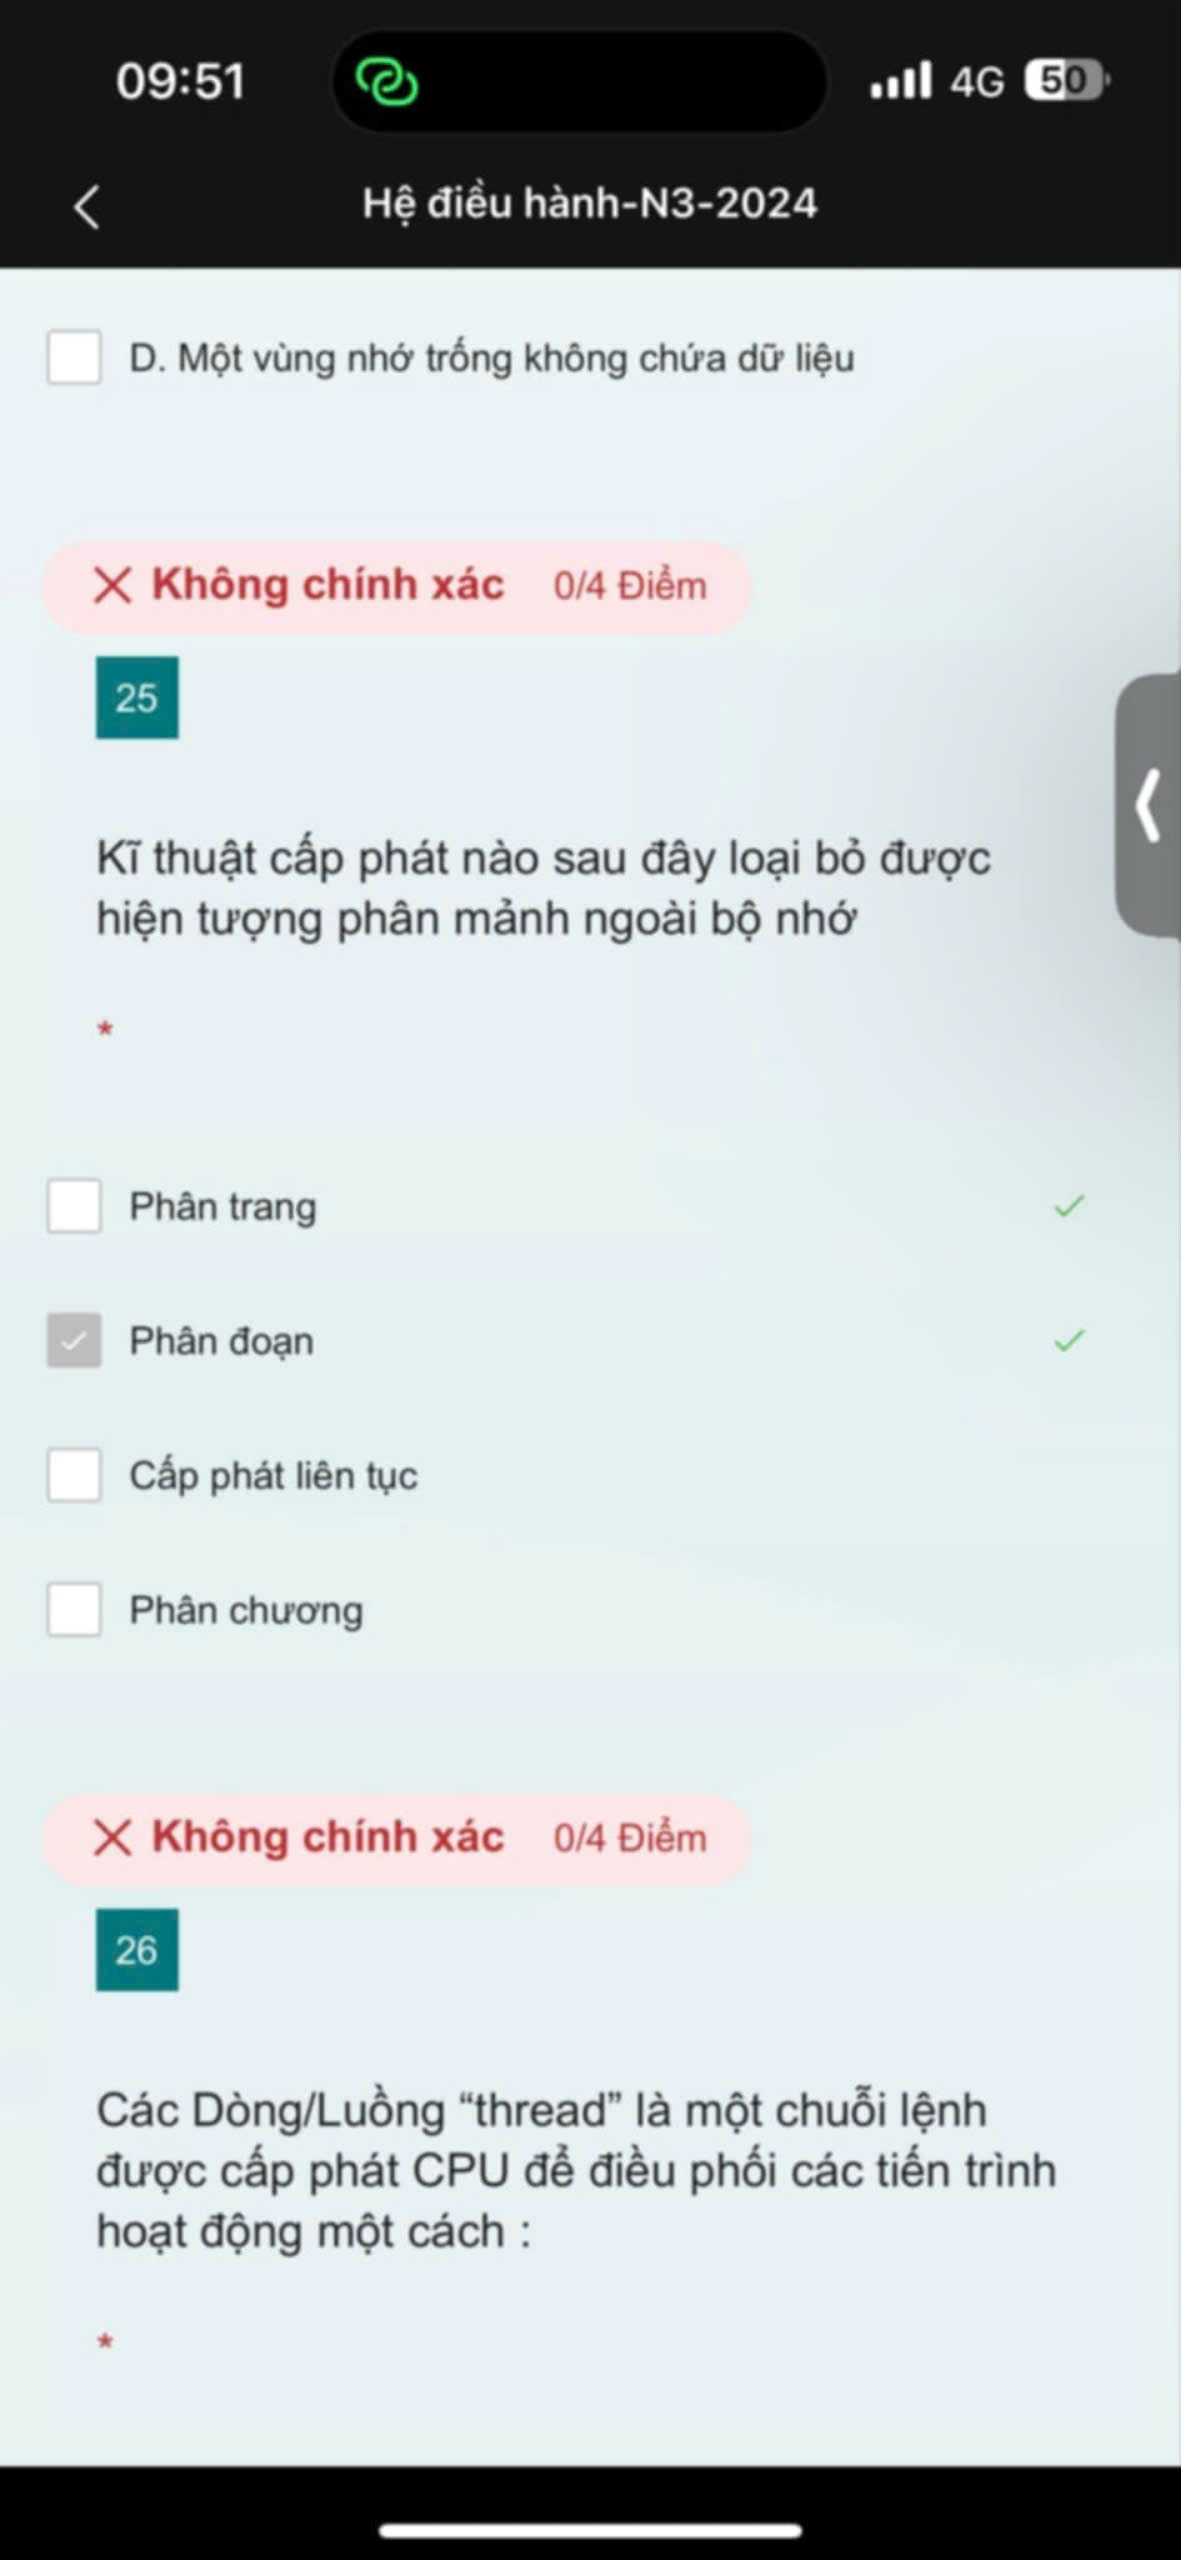 09:51
4G 50
Hệ điều hành-N3-2024
D. Một vùng nhớ trống không chứa dữ liệu
Không chính xác 0/4 Điểm
25
Kĩ thuật cấp phát nào sau đây loại bỏ được
hiện tượng phân mảnh ngoài bộ nhớ
*
Phân trang
Phân đoạn
Cấp phát liên tục
Phân chương
Không chính xác 0/4 Điểm
26
Các Dòng/Luồng “thread” là một chuỗi lệnh
được cấp phát CPU để điều phối các tiến trình
hoạt động một cách :
*